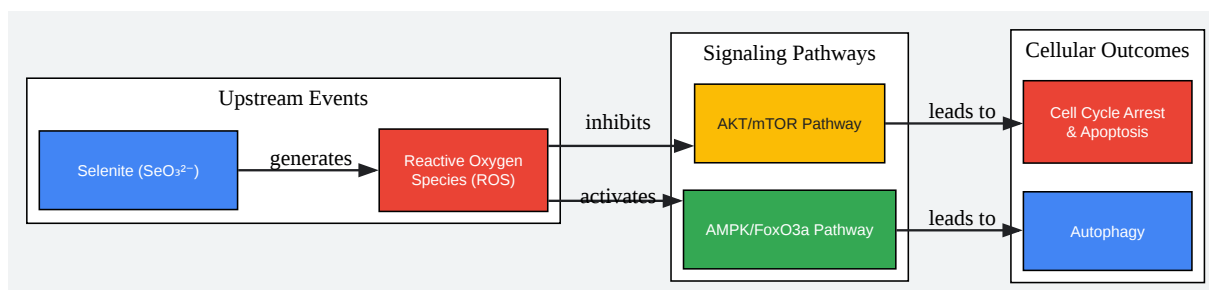 Upstream Events
Selenite (SeO₃²⁻)
generates
Reactive Oxygen
Species (ROS)
inhibits
activates
Signaling Pathways
AKT/mTOR Pathway
AMPK/FoxO3a Pathway
leads to
leads to
Cellular Outcomes
Cell Cycle Arrest
& Apoptosis
Autophagy